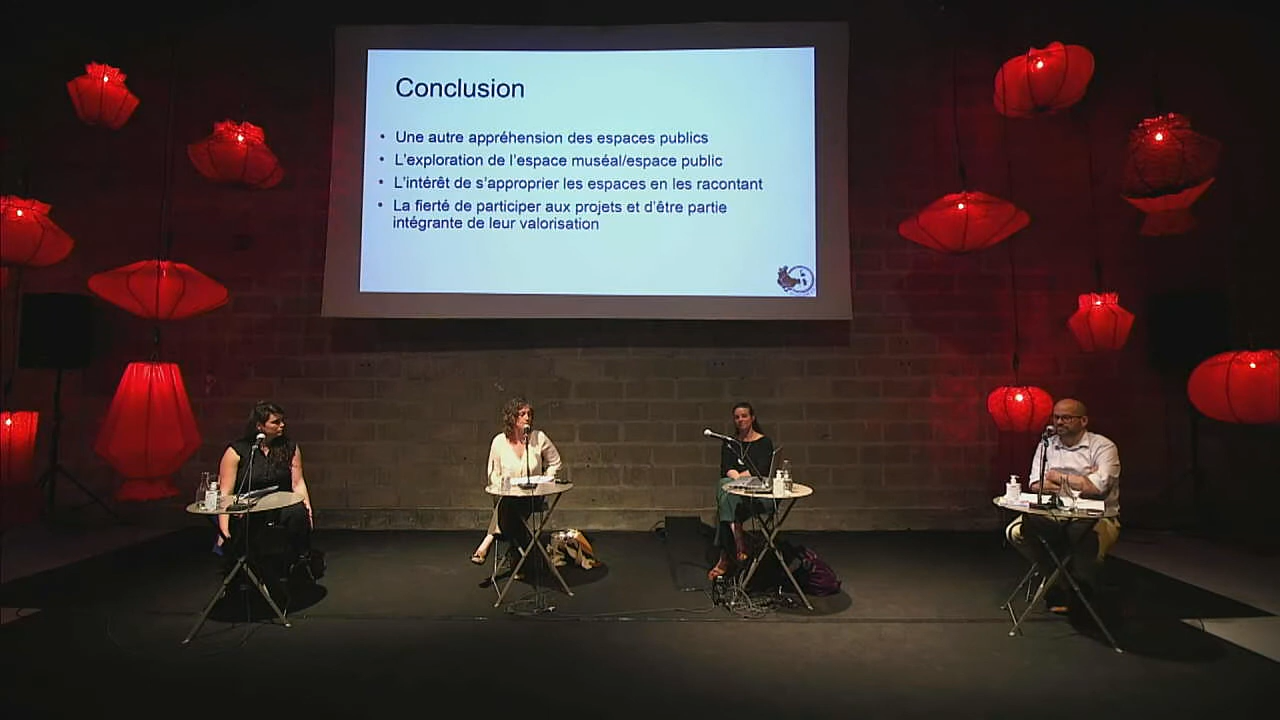 Conclusion
• Une autre appréhension des espaces publics
• L'exploration de l'espace muséal/espace public
• L'intérêt de s'approprier les espaces en les racontant
• La fierté de participer aux projets et d'être partie
intégrante de leur valorisation